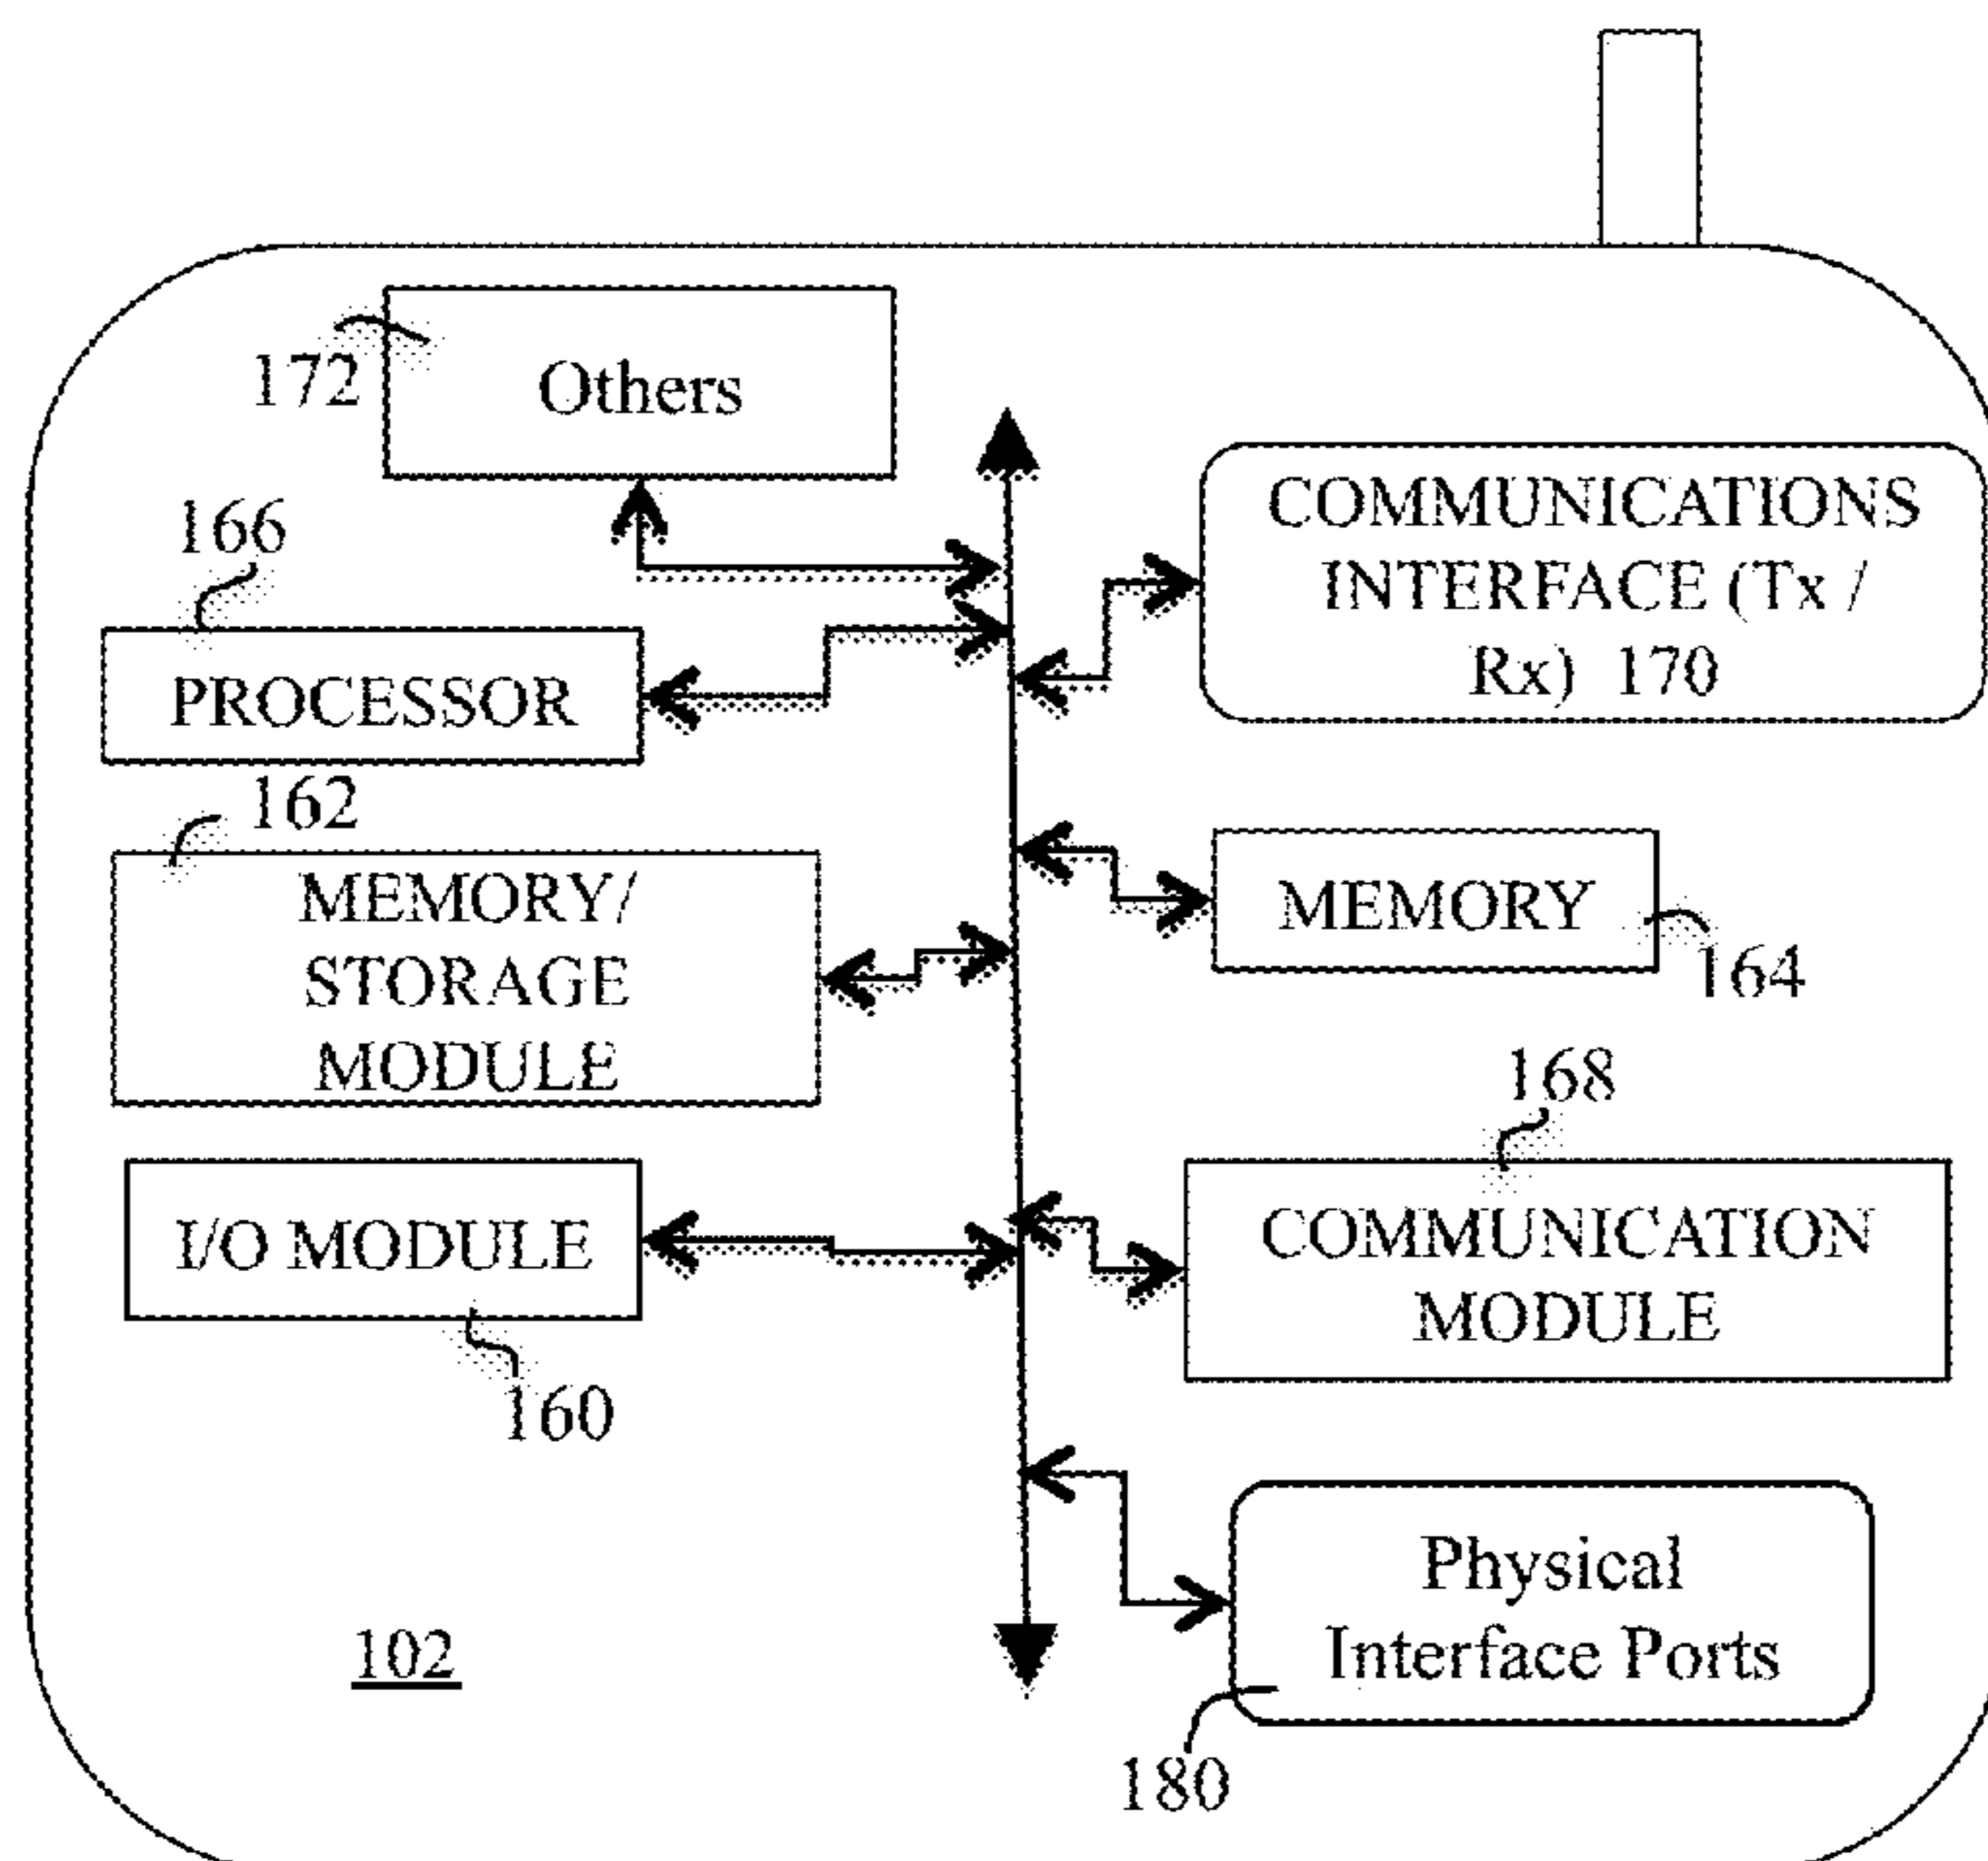 172
Others
166
PROCESSOR
162
MEMORY/
STORAGE
MODULE
I/O MODULE
160
102
COMMUNICATIONS
INTERFACE (Tx /
Rx) 170
MEMORY
164
168
COMMUNICATION
MODULE
Physical
Interface Ports
180